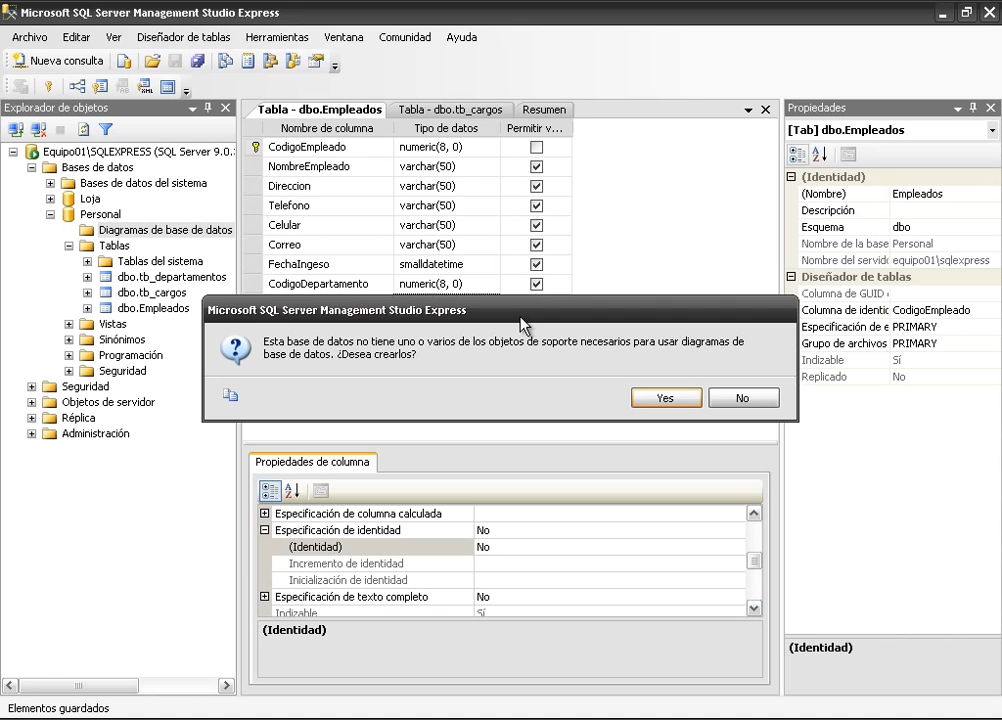 Microsoft SQL Server Management Studio Express
Archivo Editar Ver Diseñador de tablas Herramientas Ventana Comunidad Ayuda
Nueva consulta
Explorador de objetos
Equipo01\SQLEXPRESS (SQL Server 9.0.
Bases de datos
Bases de datos del sistema
Loja
Personal
Diagramas de base de datos
Tablas
Tablas del sistema
dbo.tb_departamentos
dbo.tb_cargos
dbo.Empleados
Vistas
Sinónimos
Programación
Seguridad
Seguridad
Objetos de servidor
Réplica
Administración
Tabla - dbo.Empleados Tabla - dbo.tb_cargos Resumen
Nombre de columna Tipo de datos Permitir v...
CodigoEmpleado numeric(8, 0)
NombreEmpleado varchar(50)
Direccion varchar(50)
Telefono varchar(50)
Celular varchar(50)
Correo varchar(50)
FechaIngeso smalldatetime
CodigoDepartamento numeric(8, 0)
Microsoft SQL Server Management Studio Express
Esta base de datos no tiene uno o varios de los objetos de soporte necesarios para usar diagramas de
base de datos. ¿Desea crearlos?
Yes No
Propiedades de columna
Especificación de columna calculada
Especificación de identidad No
(Identidad) No
Incremento de identidad
Inicialización de identidad
Especificación de texto completo No
Indizable Sí
(Identidad)
Propiedades
[Tab] dbo.Empleados
(Identidad)
(Nombre) Empleados
Descripción
Esquema dbo
Nombre de la base Personal
Nombre del servid equipo01\sqlexpress
Diseñador de tablas
Columna de GUID
Columna de identic CodigoEmpleado
Especificación de e PRIMARY
Grupo de archivos PRIMARY
Indizable Sí
Replicado No
(Identidad)
Elementos guardados